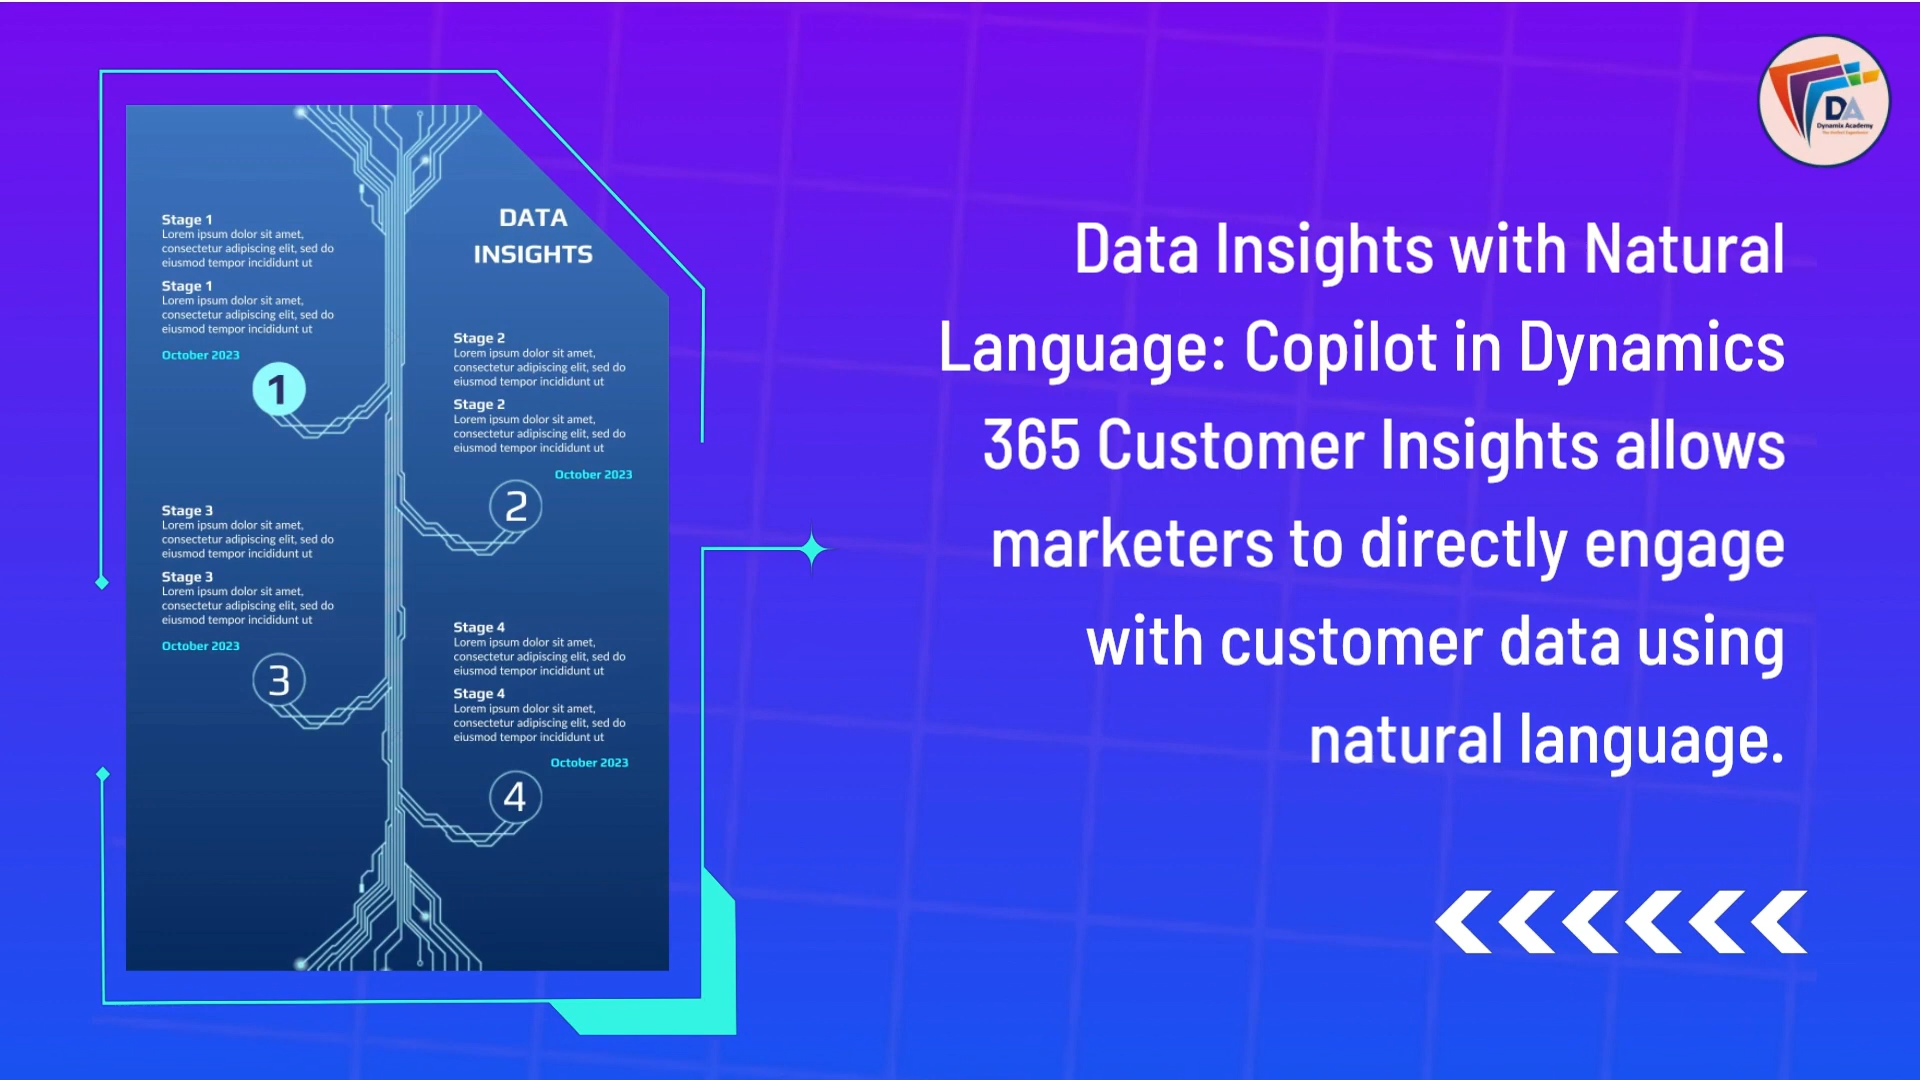 DATA
INSIGHTS
Stage 1
Lorem ipsum dolor sit amet,
consectetur adipiscing elit, sed do
eiusmod tempor incididunt ut
Stage 1
Lorem ipsum dolor sit amet,
consectetur adipiscing elit, sed do
eiusmod tempor incididunt ut
October 2023
1
Stage 2
Lorem ipsum dolor sit amet,
consectetur adipiscing elit, sed do
eiusmod tempor incididunt ut
Stage 2
Lorem ipsum dolor sit amet,
consectetur adipiscing elit, sed do
eiusmod tempor incididunt ut
October 2023
2
Stage 3
Lorem ipsum dolor sit amet,
consectetur adipiscing elit, sed do
eiusmod tempor incididunt ut
Stage 3
Lorem ipsum dolor sit amet,
consectetur adipiscing elit, sed do
eiusmod tempor incididunt ut
October 2023
3
Stage 4
Lorem ipsum dolor sit amet,
consectetur adipiscing elit, sed do
eiusmod tempor incididunt ut
Stage 4
Lorem ipsum dolor sit amet,
consectetur adipiscing elit, sed do
eiusmod tempor incididunt ut
October 2023
4
DA
Dynamix Academy
Data Insights with Natural
Language: Copilot in Dynamics
365 Customer Insights allows
marketers to directly engage
with customer data using
natural language.